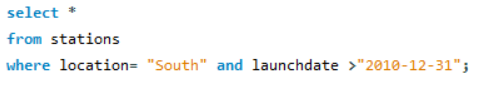 select *
from stations
where location= "South" and launchdate >"2010-12-31";